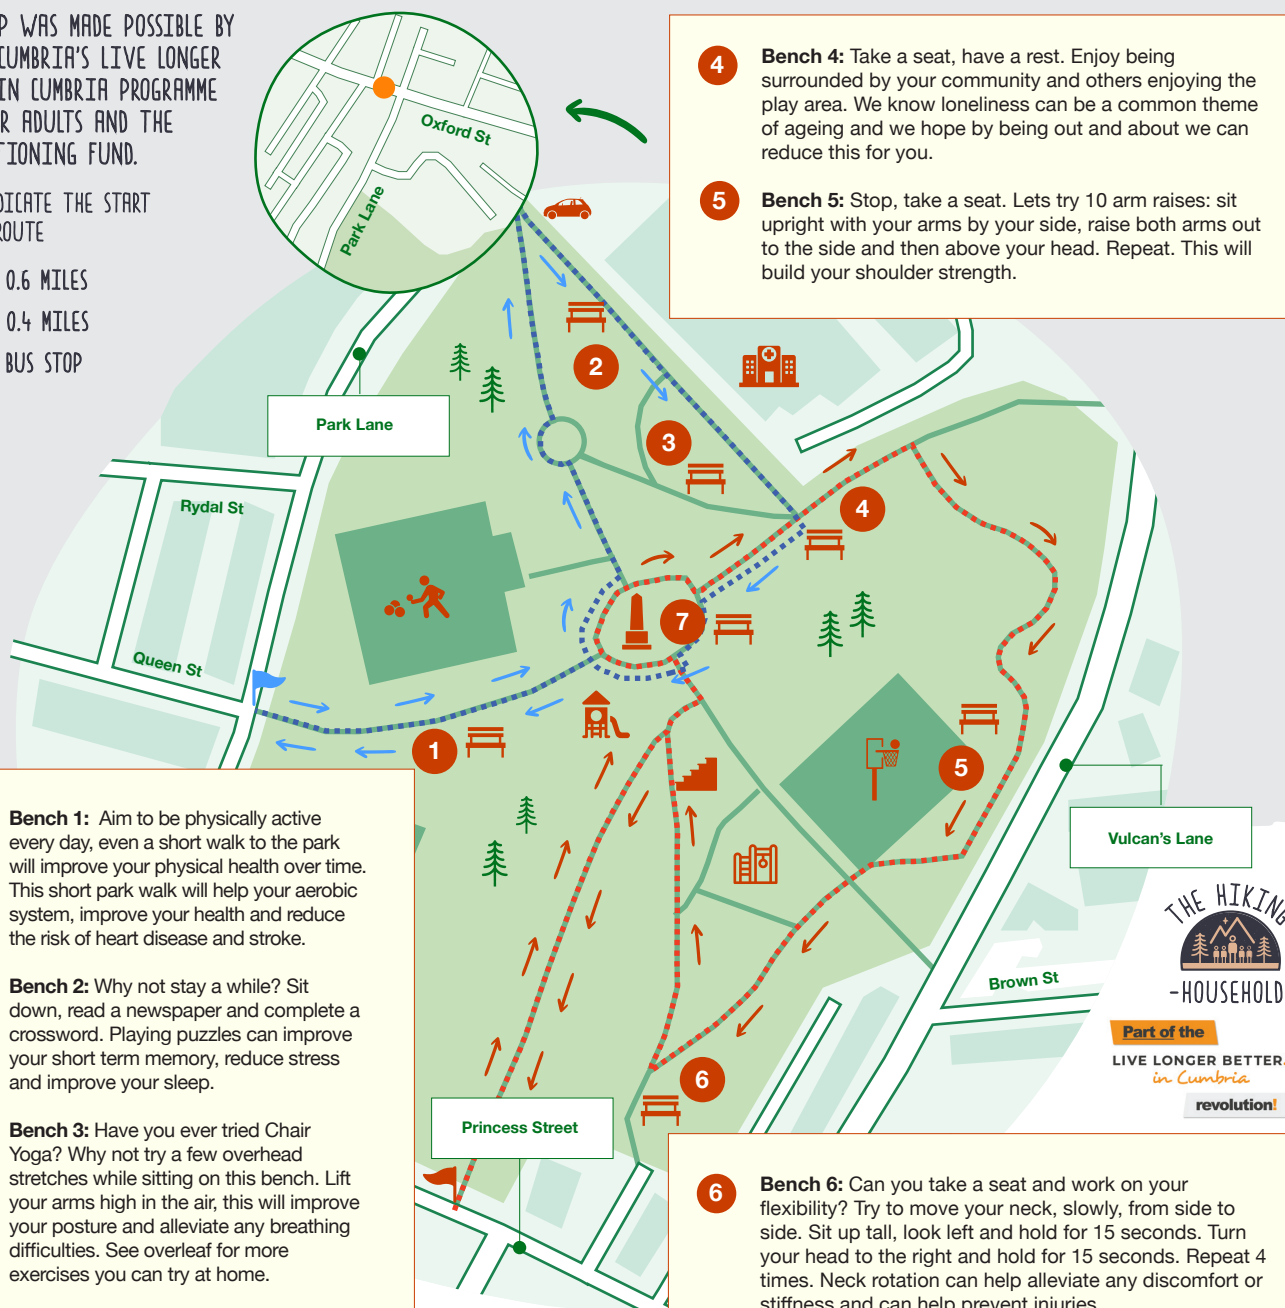 P WAS MADE POSSIBLE BY
CUMBRIA'S LIVE LONGER
IN CUMBRIA PROGRAMME
R ADULTS AND THE
TIONING FUND.
DICATE THE START
ROUTE
0.6 MILES
0.4 MILES
BUS STOP
Oxford St
Park Lane
4
Bench 4: Take a seat, have a rest. Enjoy being
surrounded by your community and others enjoying the
play area. We know loneliness can be a common theme
of ageing and we hope by being out and about we can
reduce this for you.
5
Bench 5: Stop, take a seat. Lets try 10 arm raises: sit
upright with your arms by your side, raise both arms out
to the side and then above your head. Repeat. This will
build your shoulder strength.
2
3
4
Park Lane
Rydal St
Queen St
7
1
5
Vulcan's Lane
Brown St
6
Princess Street
Bench 1: Aim to be physically active
every day, even a short walk to the park
will improve your physical health over time.
This short park walk will help your aerobic
system, improve your health and reduce
the risk of heart disease and stroke.
Bench 2: Why not stay a while? Sit
down, read a newspaper and complete a
crossword. Playing puzzles can improve
your short term memory, reduce stress
and improve your sleep.
Bench 3: Have you ever tried Chair
Yoga? Why not try a few overhead
stretches while sitting on this bench. Lift
your arms high in the air, this will improve
your posture and alleviate any breathing
difficulties. See overleaf for more
exercises you can try at home.
THE HIKING
-HOUSEHOLD
Part of the
LIVE LONGER BETTER
in Cumbria
revolution!
6
Bench 6: Can you take a seat and work on your
flexibility? Try to move your neck, slowly, from side to
side. Sit up tall, look left and hold for 15 seconds. Turn
your head to the right and hold for 15 seconds. Repeat 4
times. Neck rotation can help alleviate any discomfort or
stiffness and can help prevent injuries